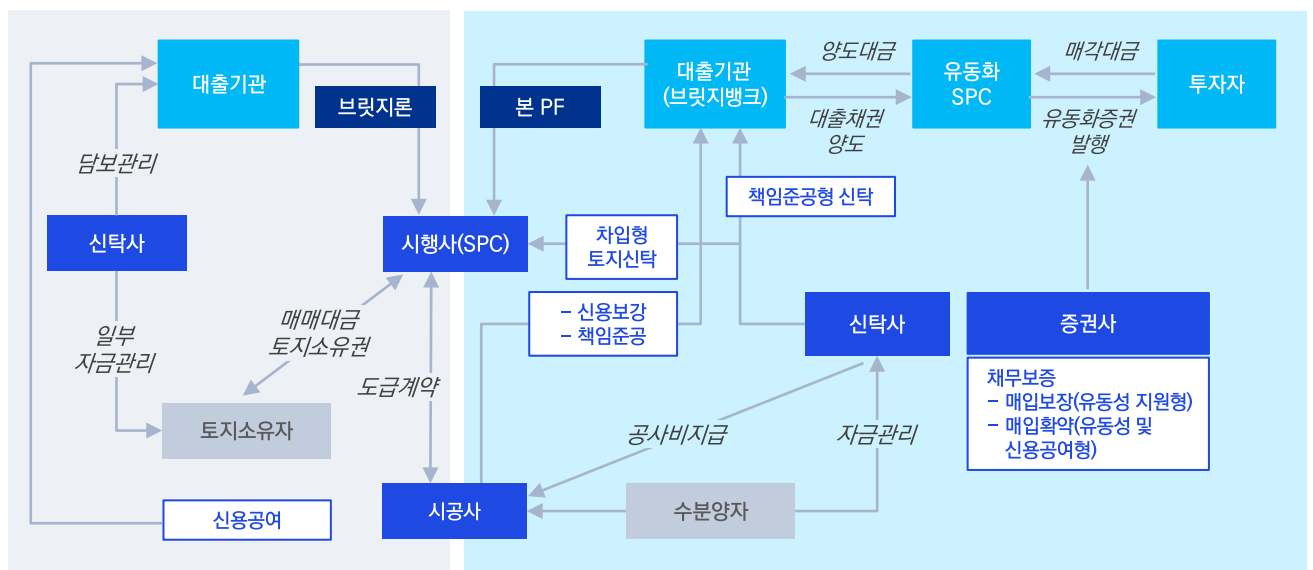 대출기관
브릿지론
담보관리
신탁사
시행사(SPC)
매매대금
토지소유권
일부
자금관리
도급계약
토지소유자
신용공여
시공사
본 PF
대출기관
(브릿지뱅크)
양도대금
대출채권
양도
유동화
SPC
매각대금
유동화증권
발행
투자자
책임준공형 신탁
차입형
토지신탁
– 신용보강
– 책임준공
신탁사
증권사
채무보증
– 매입보장(유동성 지원형)
– 매입확약(유동성 및
신용공여형)
공사비지급
자금관리
수분양자